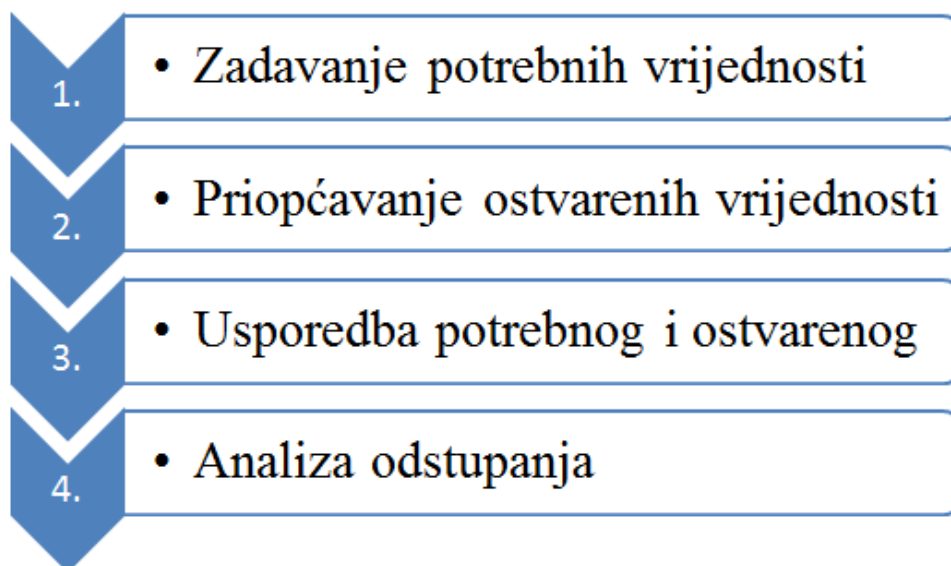 1. • Zadavanje potrebnih vrijednosti
2. • Priopćavanje ostvarenih vrijednosti
3. • Usporedba potrebnog i ostvarenog
4. • Analiza odstupanja